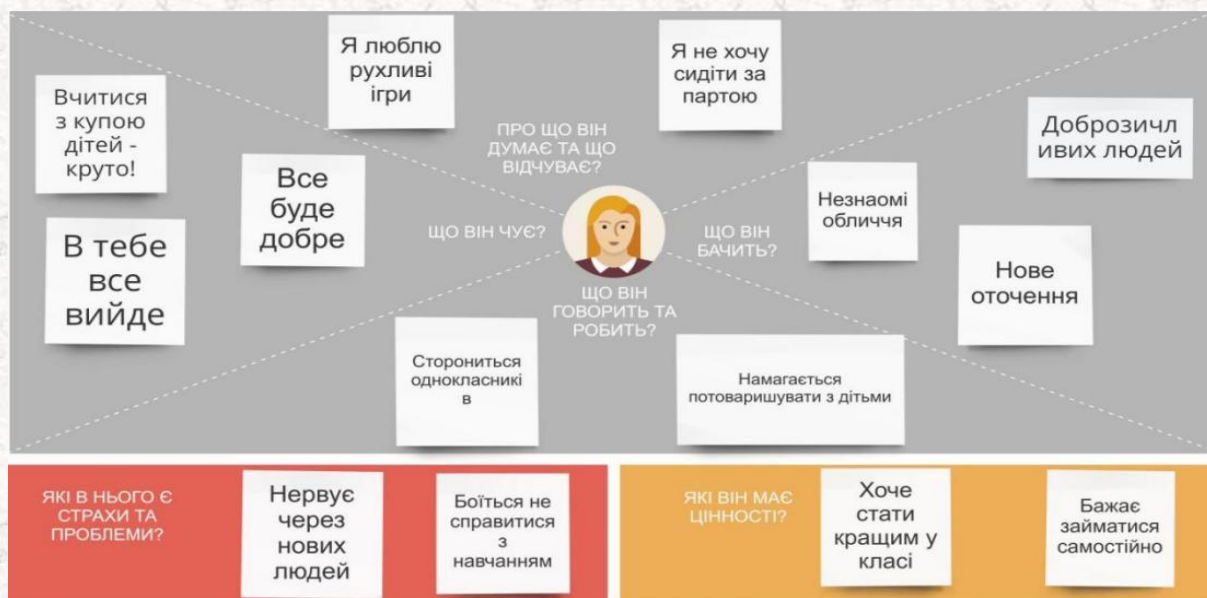 Вчитися
з купою
дітей -
круто!
Я люблю
рухливі
ігри
Я не хочу
сидіти за
партою
Доброзичл
ивих людей
ПРО ЩО ВІН
ДУМАЄ ТА ЩО
ВІДЧУВАЄ?
В тебе
все
вийде
Все
буде
добре
ЩО ВІН ЧУЄ?
ЩО ВІН
БАЧИТЬ?
Незнаомі
обличчя
Нове
оточення
ЩО ВІН
ГОВОРИТЬ ТА
РОБИТЬ?
Сторониться
однокласникі
в
Намагається
потоваришувати з дітьми
ЯКІ В НЬОГО Є
СТРАХИ ТА
ПРОБЛЕМИ?
Нервує
через
нових
людей
Боїться не
справитися
з
навчанням
ЯКІ ВІН МАЄ
ЦІННОСТІ?
Хоче
стати
кращим у
класі
Бажає
займатися
самостійно